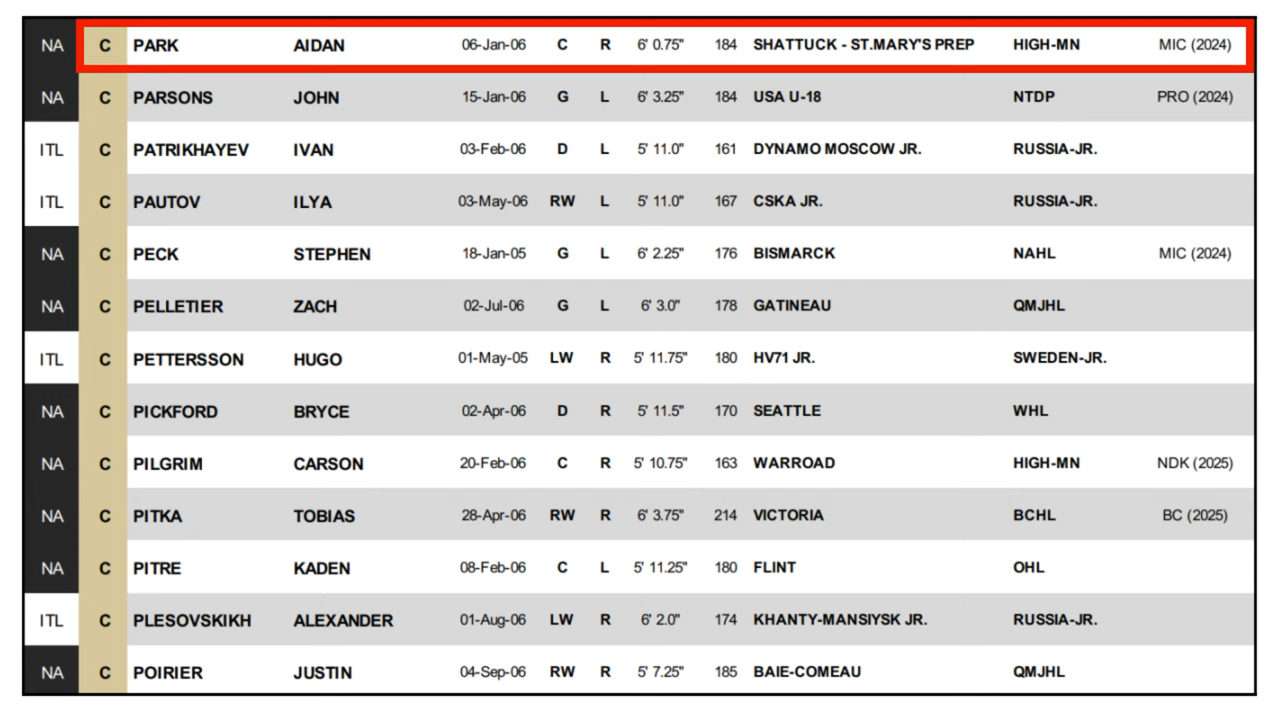 NA C PARK AIDAN 06-Jan-06 C R 6' 0.75" 184 SHATTUCK - ST.MARY'S PREP HIGH-MN MIC (2024)
NA C PARSONS JOHN 15-Jan-06 G L 6' 3.25" 184 USA U-18 NTDP PRO (2024)
ITL C PATRIKHAYEV IVAN 03-Feb-06 D L 5' 11.0" 161 DYNAMO MOSCOW JR. RUSSIA-JR.
ITL C PAUTOV ILYA 03-May-06 RW L 5' 11.0" 167 CSKA JR. RUSSIA-JR.
NA C PECK STEPHEN 18-Jan-05 G L 6' 2.25" 176 BISMARCK NAHL MIC (2024)
NA C PELLETIER ZACH 02-Jul-06 G L 6' 3.0" 178 GATINEAU QMJHL
ITL C PETTERSSON HUGO 01-May-05 LW R 5' 11.75" 180 HV71 JR. SWEDEN-JR.
NA C PICKFORD BRYCE 02-Apr-06 D R 5' 11.5" 170 SEATTLE WHL
NA C PILGRIM CARSON 20-Feb-06 C R 5' 10.75" 163 WARROAD HIGH-MN NDK (2025)
NA C PITKA TOBIAS 28-Apr-06 RW R 6' 3.75" 214 VICTORIA BCHL BC (2025)
NA C PITRE KADEN 08-Feb-06 C L 5' 11.25" 180 FLINT OHL
ITL C PLESOVSKIKH ALEXANDER 01-Aug-06 LW R 6' 2.0" 174 KHANTY-MANSIYSK JR. RUSSIA-JR.
NA C POIRIER JUSTIN 04-Sep-06 RW R 5' 7.25" 185 BAIE-COMEAU QMJHL